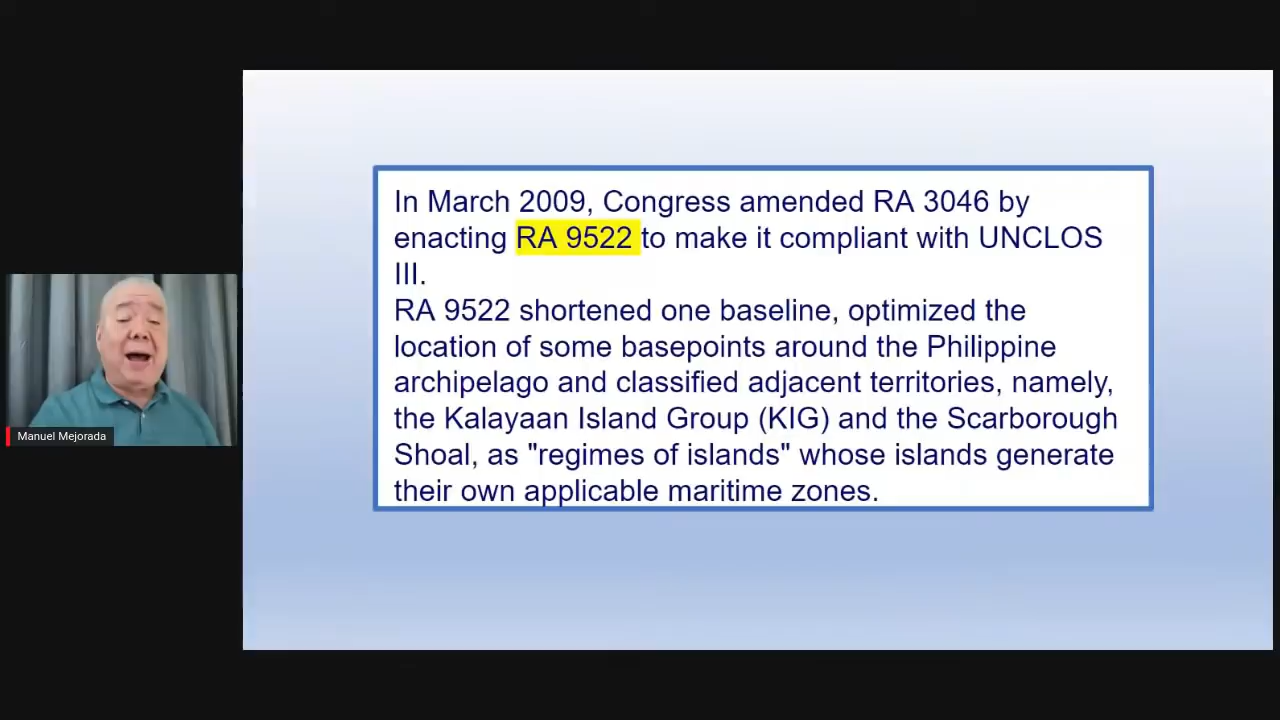 In March 2009, Congress amended RA 3046 by
enacting RA 9522 to make it compliant with UNCLOS
III.
RA 9522 shortened one baseline, optimized the
location of some basepoints around the Philippine
archipelago and classified adjacent territories, namely,
the Kalayaan Island Group (KIG) and the Scarborough
Shoal, as "regimes of islands" whose islands generate
their own applicable maritime zones.
Manuel Mejorada